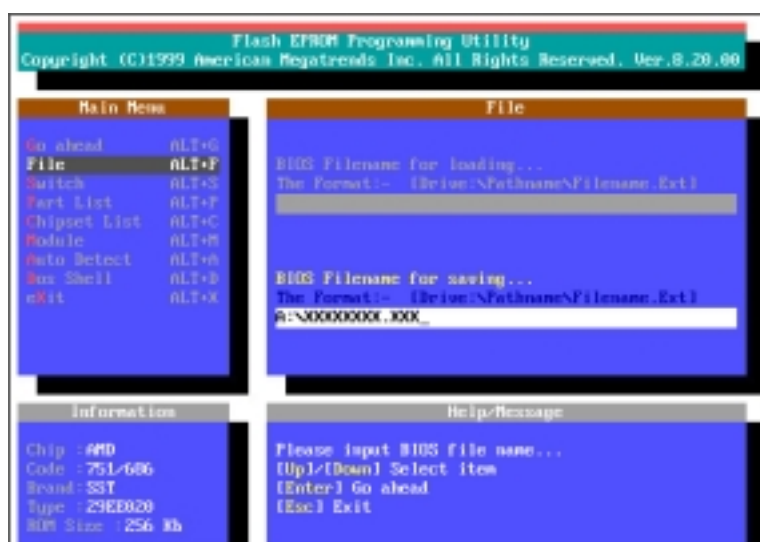 Flash EPROM Programming Utility
Copyright (C)1999 American Megatrends Inc. All Rights Reserved. Ver.8.20.00
Main Menu
Go ahead ALT+G
File ALT+F
Switch ALT+S
Part List ALT+P
Chipset List ALT+C
Module ALT+M
Auto Detect ALT+A
Dos Shell ALT+D
eXit ALT+X
File
BIOS Filename for loading...
The Format:- [Drive:\Pathname\Filename.Ext]
BIOS Filename for saving...
The Format:- [Drive:\Pathname\Filename.Ext]
A:\XXXXXXXX.XXX_
Information
Chip :AMD
Code :751/686
Brand:SST
Type :29EE020
ROM Size :256 Kb
Help/Message
Please input BIOS file name...
[Up]/[Down] Select item
[Enter] Go ahead
[Esc] Exit